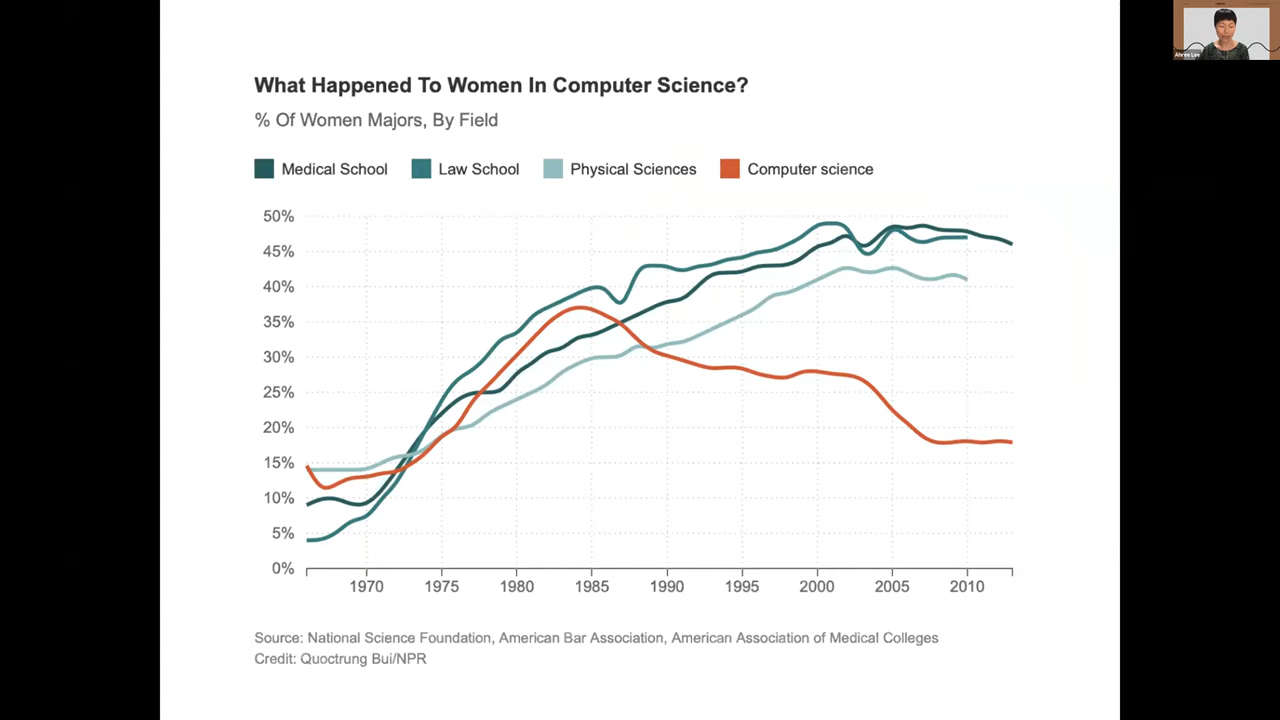 What Happened To Women In Computer Science?
% Of Women Majors, By Field
Medical School Law School Physical Sciences Computer science
50%
45%
40%
35%
30%
25%
20%
15%
10%
5%
0%
1970 1975 1980 1985 1990 1995 2000 2005 2010
Source: National Science Foundation, American Bar Association, American Association of Medical Colleges
Credit: Quoctrung Bui/NPR
Ahree Lee